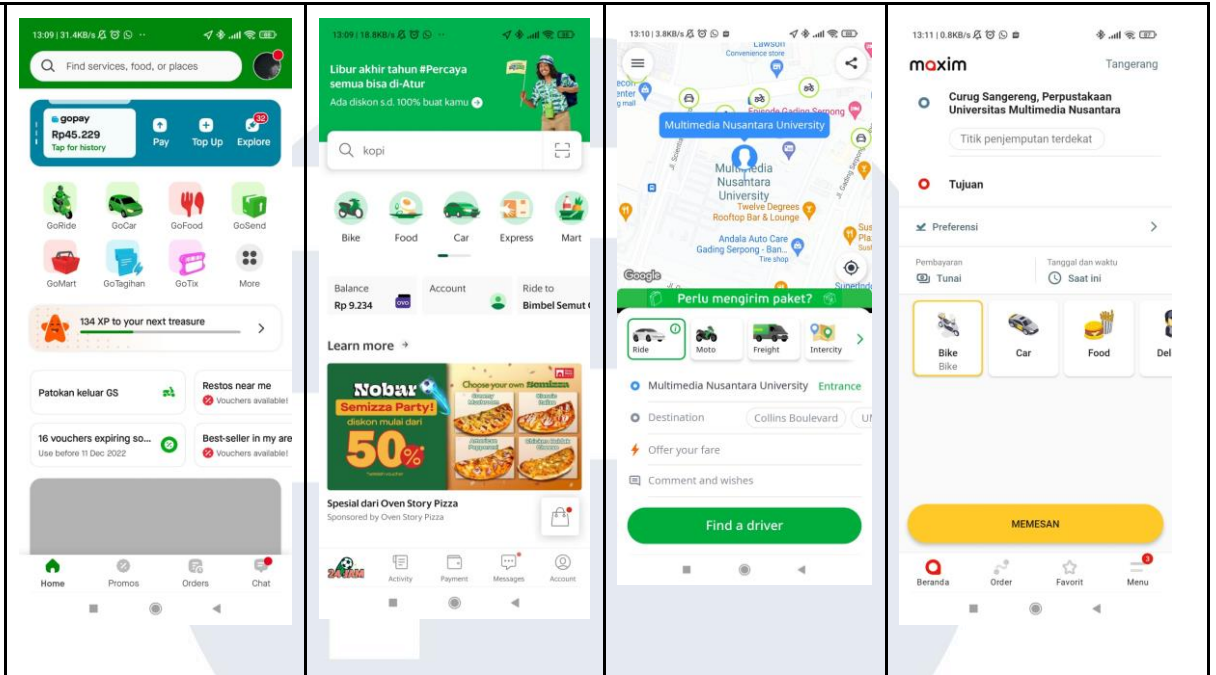 13:09 | 31.4KB/s
Find services, food, or places
gopay
Rp45.229
Tap for history
Pay
Top Up
Explore
32
GoRide
GoCar
GoFood
GoSend
GoMart
GoTagihan
GoTix
More
134 XP to your next treasure
Patokan keluar GS
Restos near me
Vouchers available!
16 vouchers expiring so...
Use before 11 Dec 2022
Best-seller in my are
Vouchers available!
Home
Promos
Orders
Chat
13:09 | 18.8KB/s
Libur akhir tahun #Percaya
semua bisa di-Atur
Ada diskon s.d. 100% buat kamu
kopi
Bike
Food
Car
Express
Mart
Balance
Rp 9.234
OVO
Account
Ride to
Bimbel Semut
Learn more
Nobar
Semizza Party!
diskon mulai dari
50%
Choose your own Semizza
Spesial dari Oven Story Pizza
Sponsored by Oven Story Pizza
24 JAM
Activity
Payment
Messages
Account
13:10 | 3.8KB/s
Lawson
Convenience store
Episode Gading Serpong
Multimedia Nusantara University
Multimedia
Nusantara
University
Twelve Degrees
Rooftop Bar & Lounge
Andala Auto Care
Gading Serpong - Ban...
Tire shop
Google
Perlu mengirim paket?
Ride
Moto
Freight
Intercity
Multimedia Nusantara University
Entrance
Destination
Collins Boulevard
Offer your fare
Comment and wishes
Find a driver
13:11 | 0.8KB/s
maxim
Tangerang
Curug Sangereng, Perpustakaan
Universitas Multimedia Nusantara
Titik penjemputan terdekat
Tujuan
Preferensi
Pembayaran
Tunai
Tanggal dan waktu
Saat ini
Bike
Bike
Car
Food
Del
MEMESAN
Beranda
Order
Favorit
Menu
3